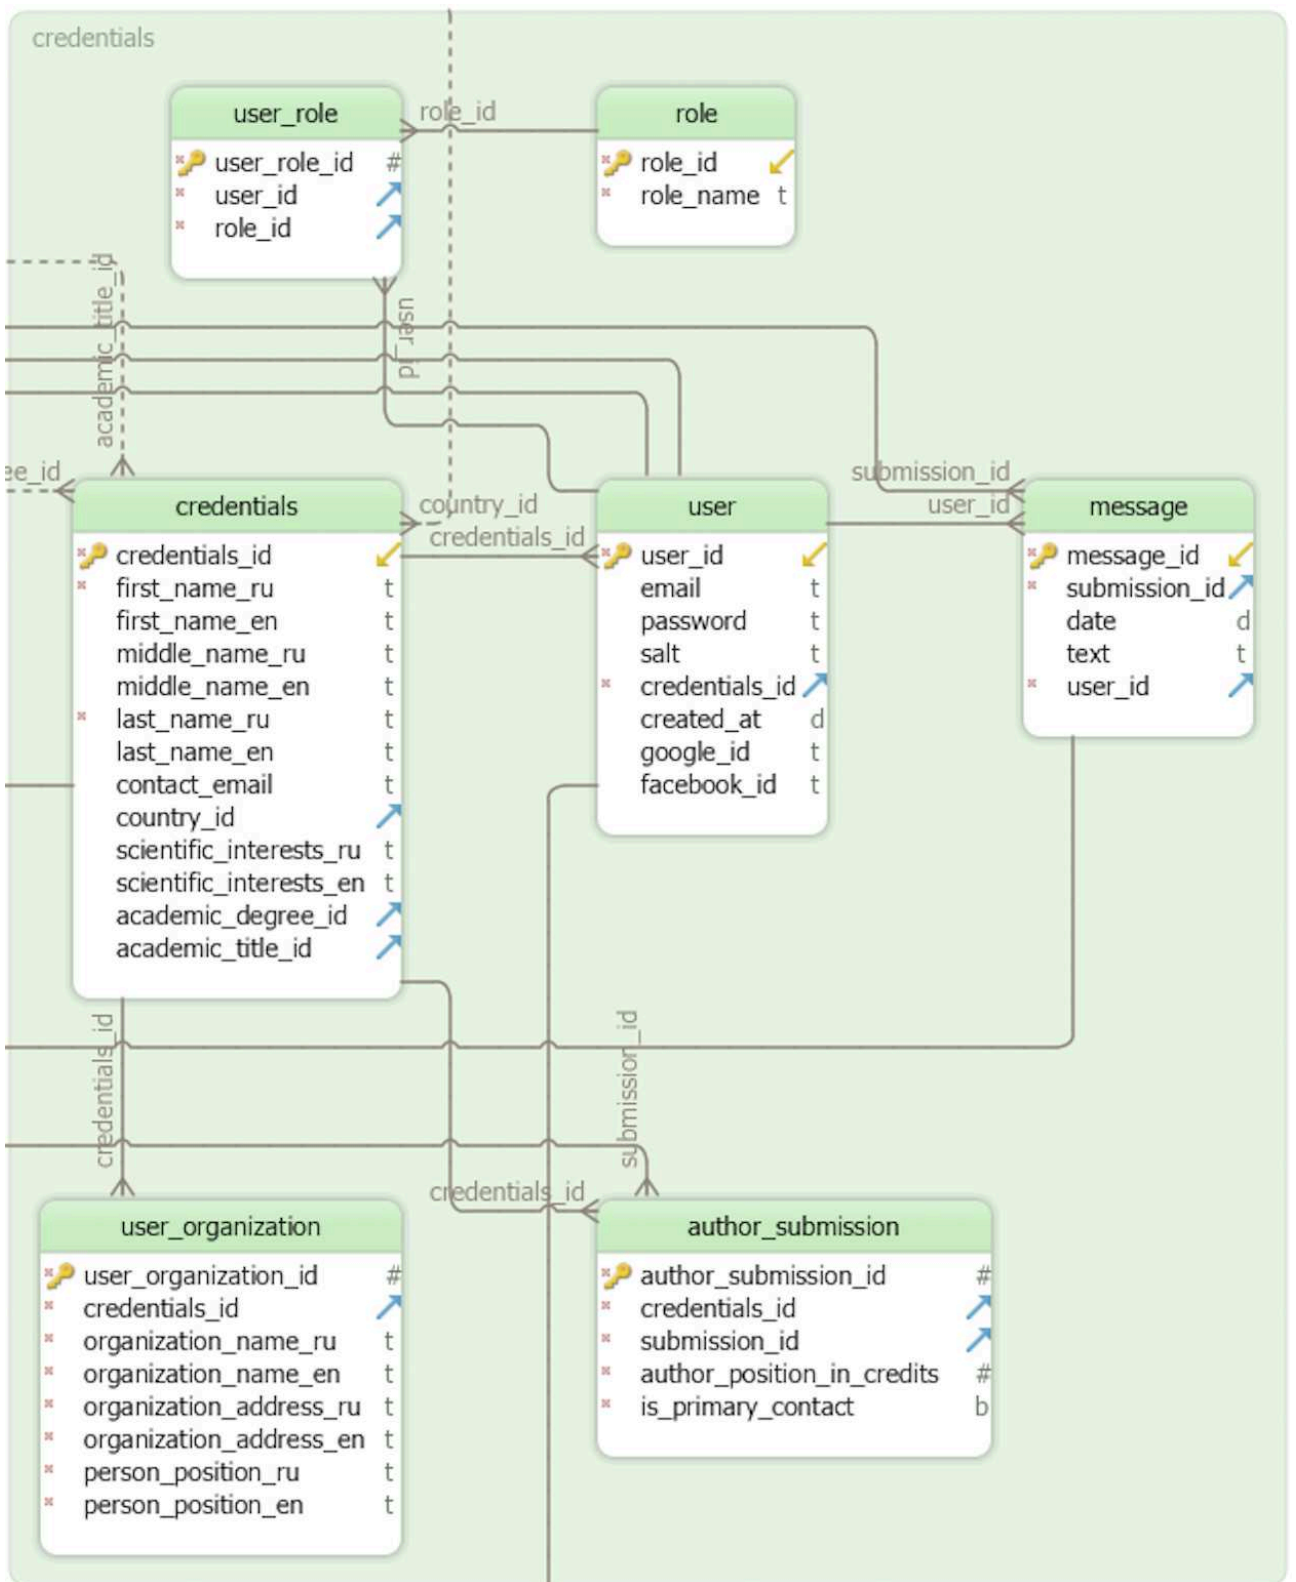 credentials
user_role
user_role_id #
user_id
role_id
role_id
role
role_id
role_name t
academic_title_id
user_id
ee_id
country_id
credentials_id
submission_id
user_id
credentials
credentials_id
first_name_ru t
first_name_en t
middle_name_ru t
middle_name_en t
last_name_ru t
last_name_en t
contact_email t
country_id
scientific_interests_ru t
scientific_interests_en t
academic_degree_id
academic_title_id
user
user_id
email t
password t
salt t
credentials_id
created_at d
google_id t
facebook_id t
message
message_id
submission_id
date d
text t
user_id
credentials_id
credentials_id
submission_id
user_organization
user_organization_id #
credentials_id
organization_name_ru t
organization_name_en t
organization_address_ru t
organization_address_en t
person_position_ru t
person_position_en t
author_submission
author_submission_id #
credentials_id
submission_id
author_position_in_credits #
is_primary_contact b